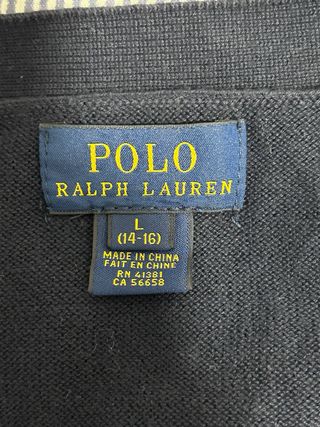 POLO
RALPH LAUREN
L
(14-16)
MADE IN CHINA
FAIT EN CHINE
RN 41381
CA 56658